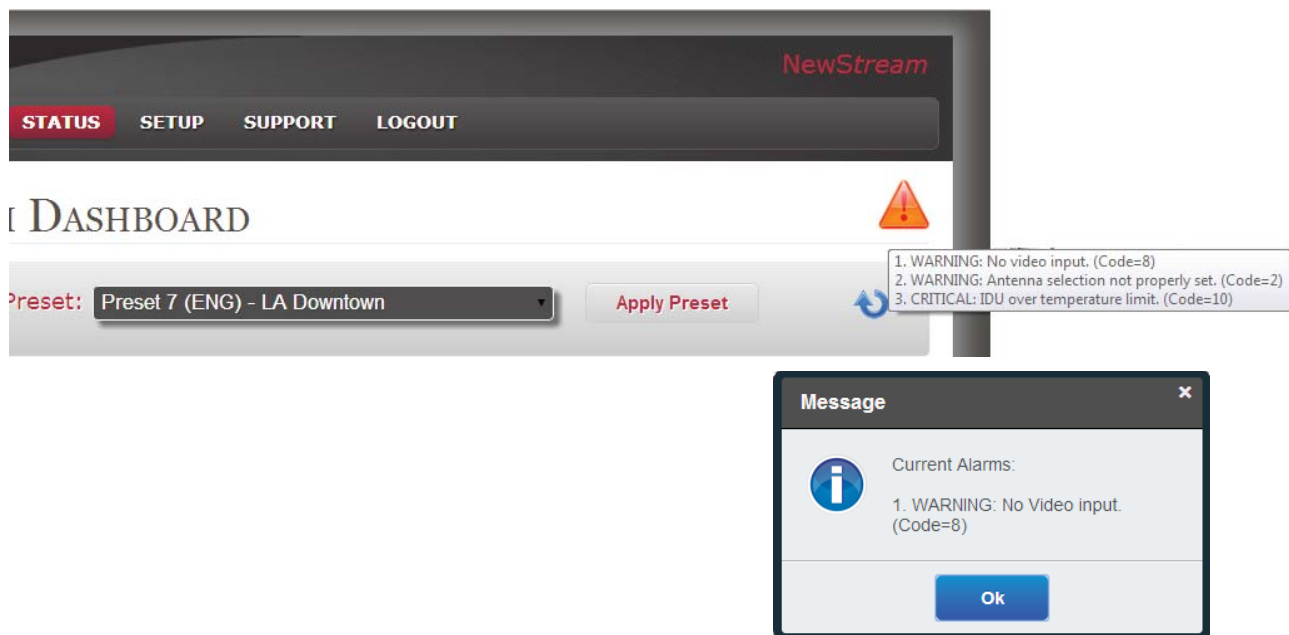 NewStream
STATUS SETUP SUPPORT LOGOUT
DASHBOARD
Preset: Preset 7 (ENG) - LA Downtown Apply Preset
1. WARNING: No video input. (Code=8)
2. WARNING: Antenna selection not properly set. (Code=2)
3. CRITICAL: IDU over temperature limit. (Code=10)
Message
Current Alarms:
1. WARNING: No Video input.
(Code=8)
Ok